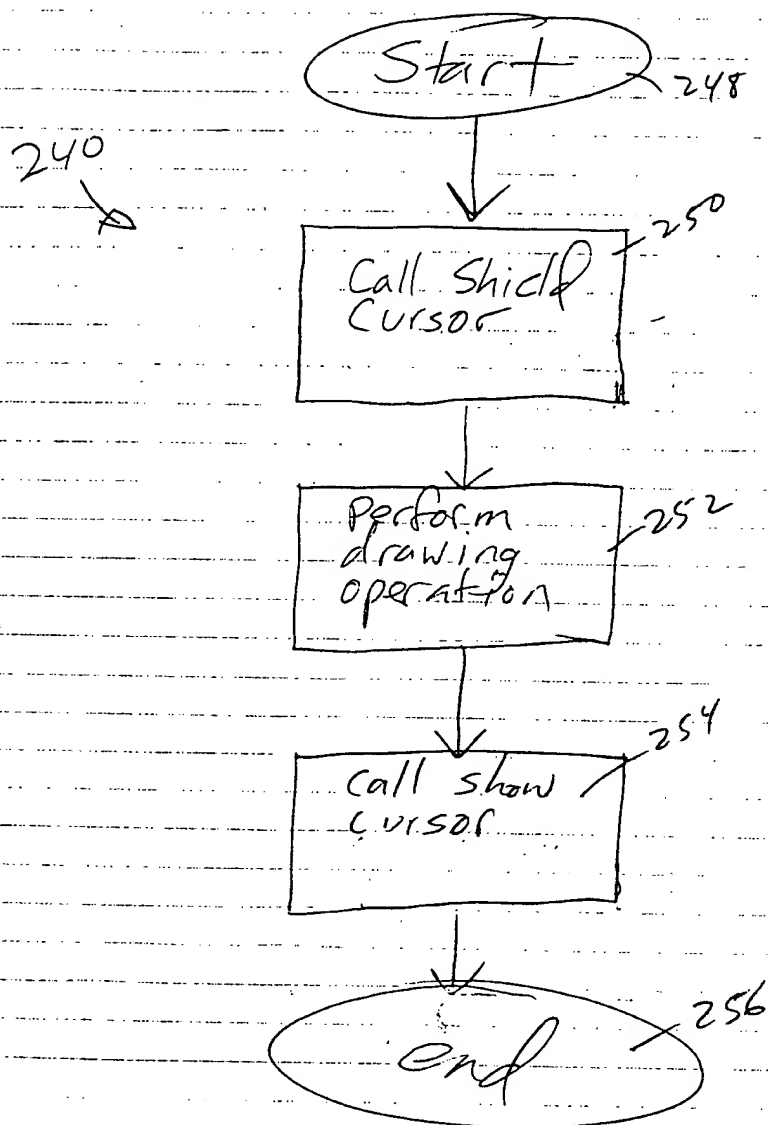 Start
248
240
250
Call Shield
Cursor
252
Perform
drawing
operation
254
Call show
cursor
256
end